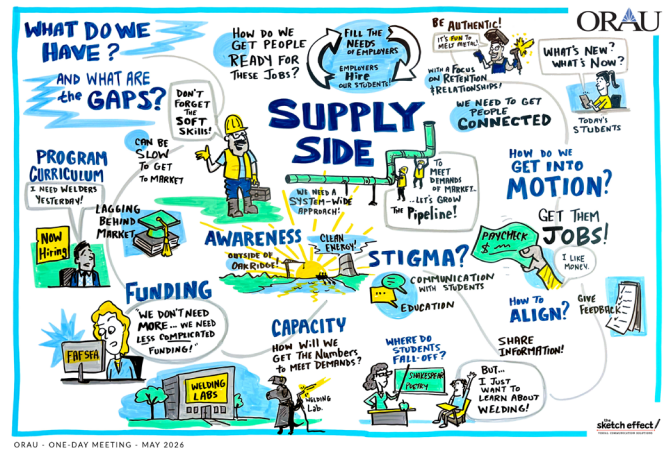 WHAT DO WE
HAVE?
AND WHAT ARE
the GAPS?
HOW DO WE
GET PEOPLE
READY FOR
THESE JOBS?
FILL THE
NEEDS
OF EMPLOYERS
EMPLOYERS
HIRE
OUR STUDENTS!
BE AUTHENTIC!
IT'S FUN TO
MELT METAL!
WITH A FOCUS
ON RETENTION
& RELATIONSHIPS!
ORAU
WHAT'S NEW?
WHAT'S NOW?
TODAY'S
STUDENTS
DON'T
FORGET
THE
SOFT
SKILLS!
SUPPLY
SIDE
WE NEED TO GET
PEOPLE
CONNECTED
CAN BE
SLOW
TO GET
TO MARKET
PROGRAM
CURRICULUM
I NEED WELDERS
YESTERDAY!
NOW
HIRING
LAGGING
BEHIND
MARKET
WE NEED A
SYSTEM-WIDE
APPROACH!
TO
MEET
DEMANDS
OF MARKET...
...LET'S GROW
THE Pipeline!
HOW DO WE
GET INTO
MOTION?
GET THEM
JOBS!
PAYCHECK
$
I LIKE
MONEY.
AWARENESS
OUTSIDE OF
OAK RIDGE!
CLEAN
ENERGY!
STIGMA?
COMMUNICATION
WITH STUDENTS
EDUCATION
HOW TO
ALIGN?
GIVE
FEEDBACK
SHARE
INFORMATION!
FUNDING
"WE DON'T NEED
MORE... WE NEED
LESS COMPLICATED
FUNDING!"
FAFSFA
CAPACITY
HOW WILL WE
GET THE NUMBERS
TO MEET DEMANDS?
WELDING
LABS
WELDING
LAB.
WHERE DO
STUDENTS
FALL-OFF?
SHAKESPEAR
POETRY
BUT...
I JUST
WANT TO
LEARN ABOUT
WELDING!
the
sketch effect/
VISUAL COMMUNICATION SOLUTIONS
ORAU - ONE-DAY MEETING - MAY 2026